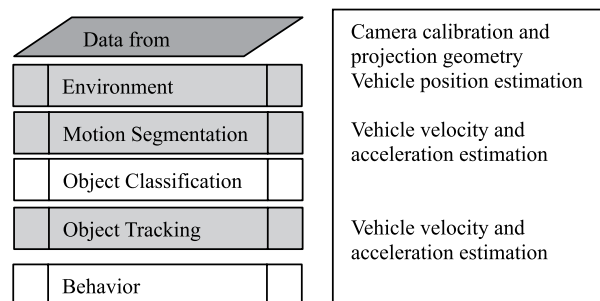 Data from
Environment
Motion Segmentation
Object Classification
Object Tracking
Behavior
Camera calibration and
projection geometry
Vehicle position estimation
Vehicle velocity and
acceleration estimation
Vehicle velocity and
acceleration estimation